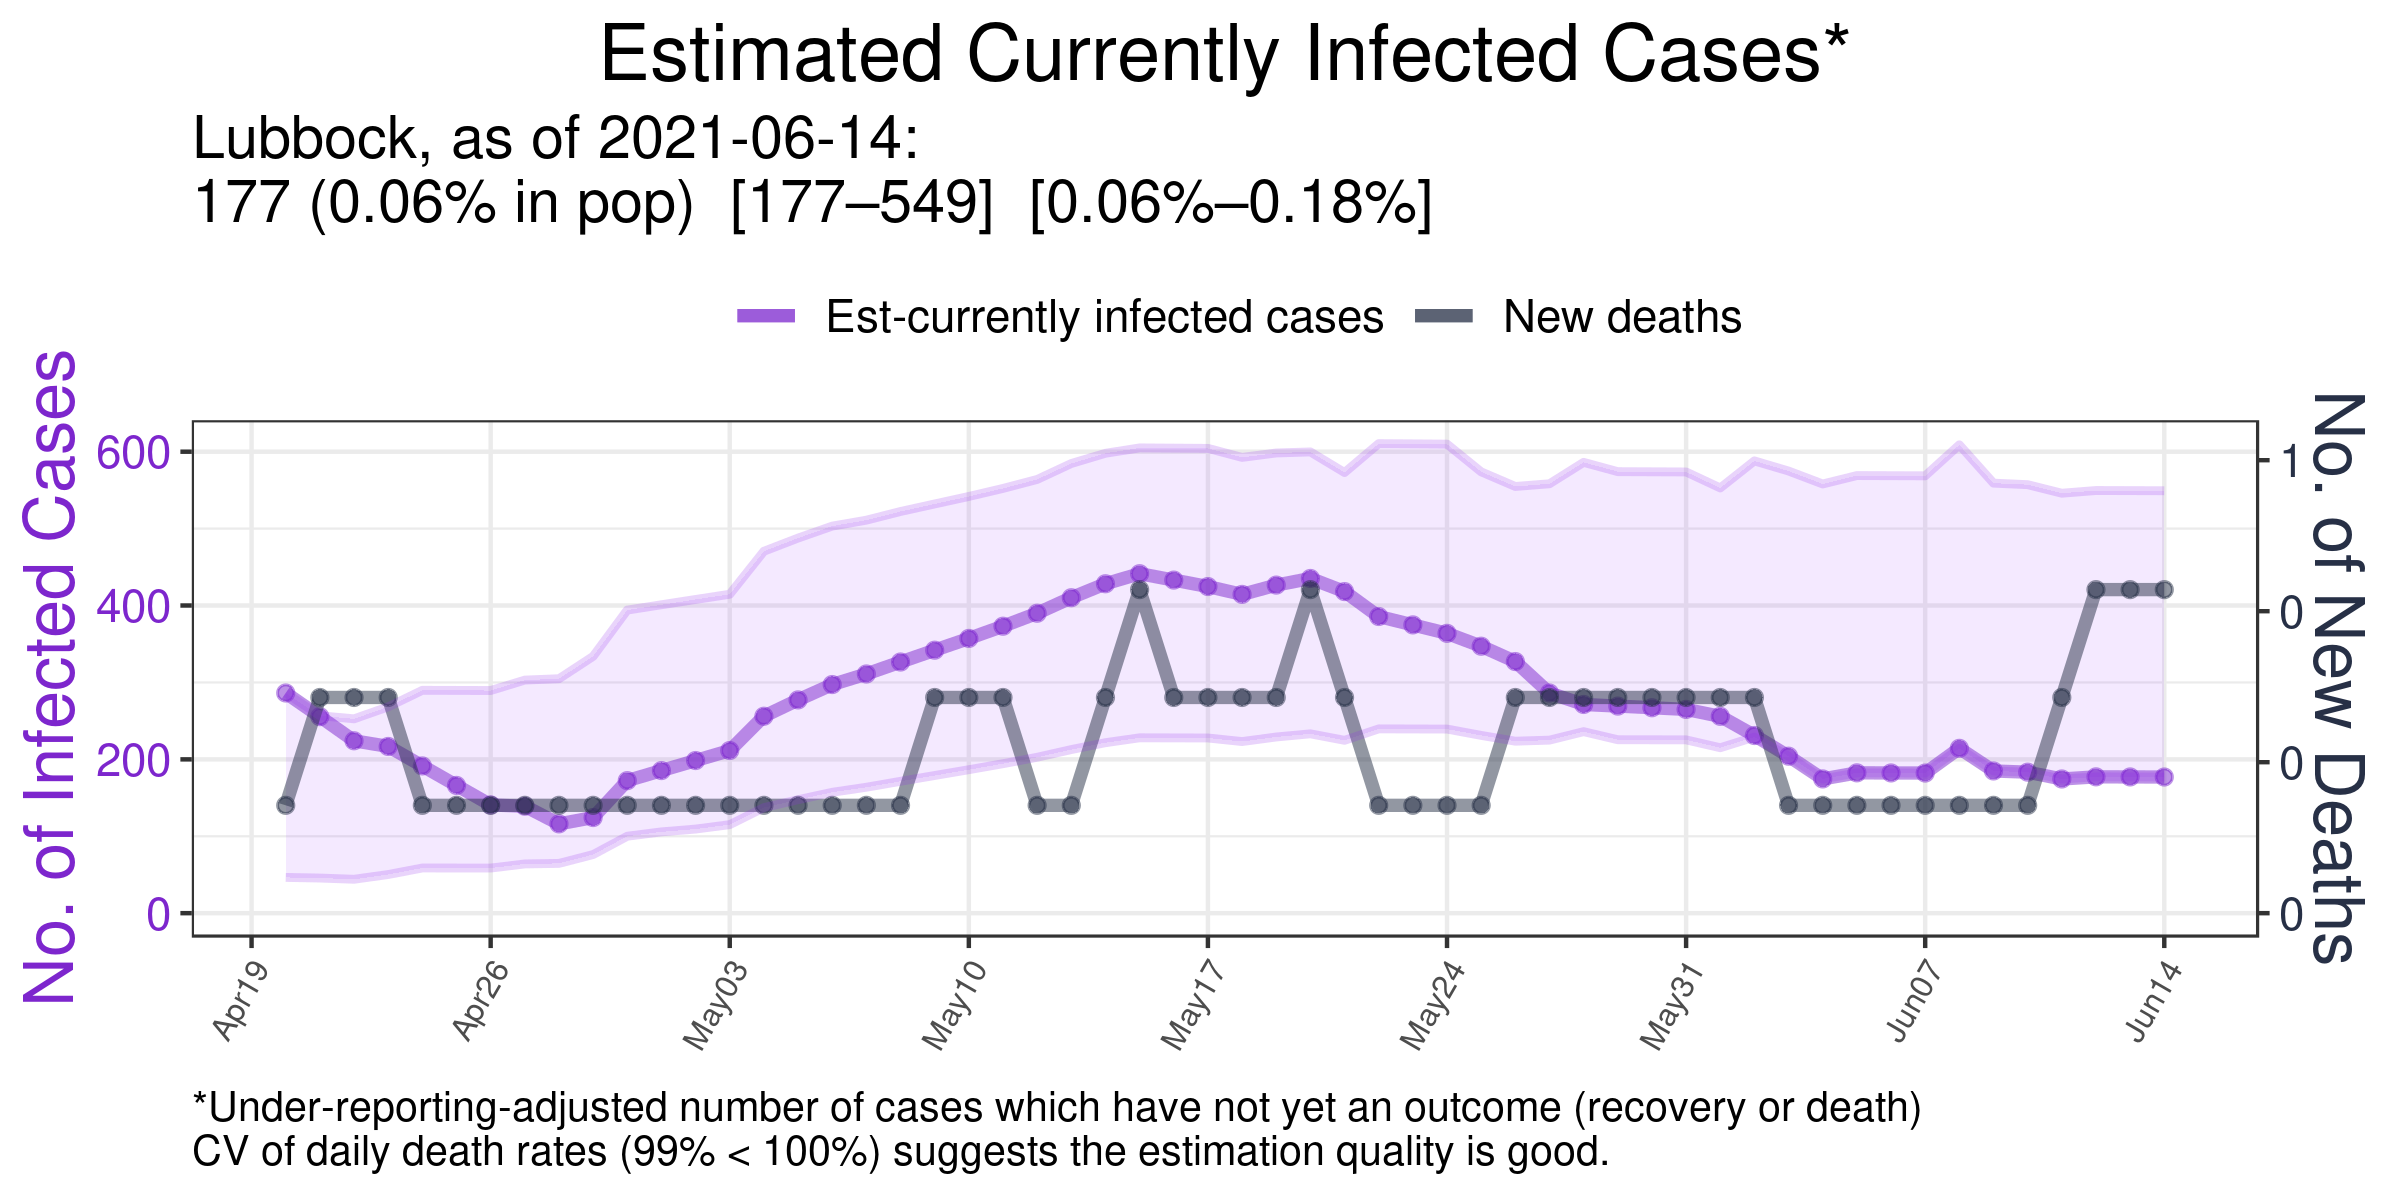 Estimated Currently Infected Cases*
Lubbock, as of 2021-06-14:
177 (0.06% in pop)  [177–549]  [0.06%–0.18%]
Est-currently infected cases
New deaths
No. of Infected Cases
600
400
200
0
1
0
0
0
No. of New Deaths
Apr19
Apr26
May03
May10
May17
May24
May31
Jun07
Jun14
*Under-reporting-adjusted number of cases which have not yet an outcome (recovery or death)
CV of daily death rates (99% < 100%) suggests the estimation quality is good.